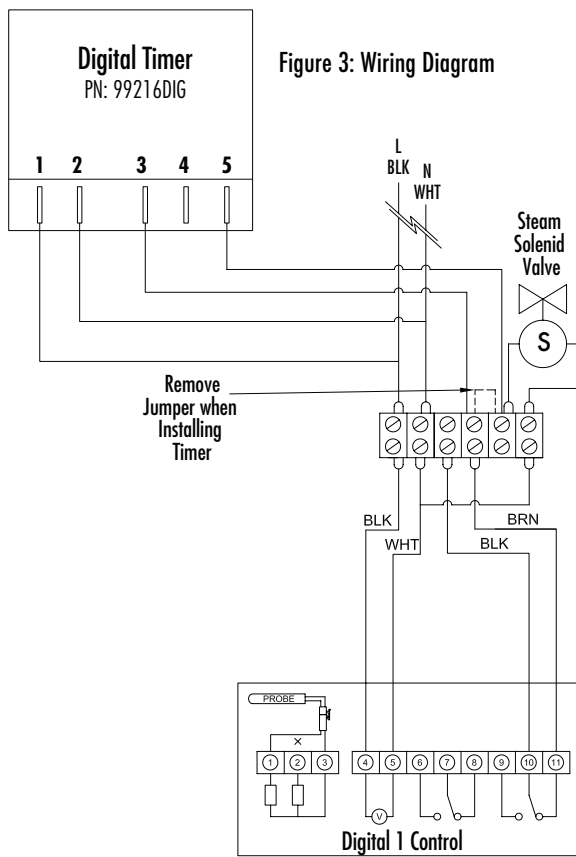 Digital Timer
PN: 99216DIG
Figure 3: Wiring Diagram
1 2 3 4 5
L
BLK
N
WHT
Steam
Solenid
Valve
S
Remove
Jumper when
Installing
Timer
BLK
WHT
BLK
BRN
PROBE
×
1 2 3 4 5 6 7 8 9 10 11
V
Digital 1 Control